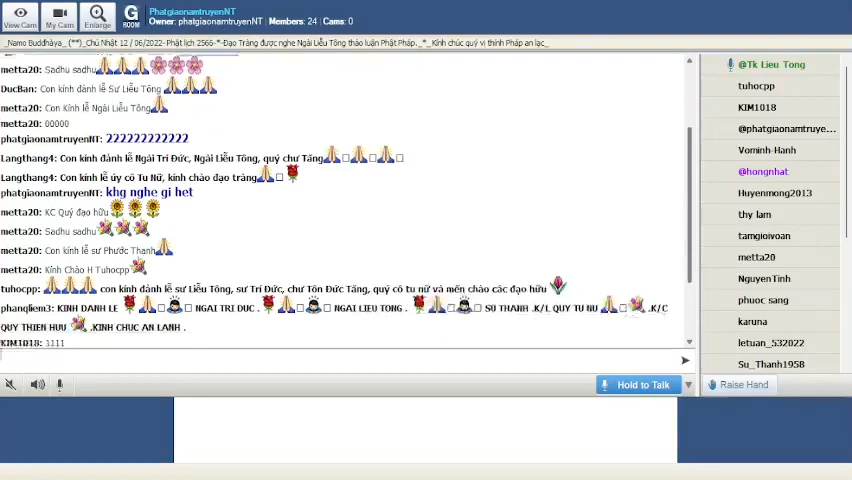 PhatgiaonamtruyenNT
Owner: phatgiaonamtruyenNT | Members: 24 | Cams: 0
View Cam
My Cam
Enlarge
G
ROOM
_Namo Buddhàya_ (**)_Chủ Nhật 12 / 06/2022- Phật lịch 2566-*-Đạo Tràng được nghe Ngài Liễu Tông thảo luận Phật Pháp._*_Kính chúc quý vị thính Pháp an lạc_
metta20: Sadhu sadhu
DucBan: Con kính đảnh lễ Sư Liễu Tông
metta20: Con Kính lễ Ngài Liễu Tông
metta20: 00000
phatgiaonamtruyenNT: 222222222222
Langthang4: Con kính đảnh lễ Ngài Trí Đức, Ngài Liễu Tông, quý chư Tăng
Langthang4: Con kính lễ úy cô Tu Nữ, kính chào đạo tràng
phatgiaonamtruyenNT: khg nghe gi het
metta20: KC Quý đạo hữu
metta20: Sadhu sadhu
metta20: Con kính lễ sư Phước Thanh
metta20: Kính Chào H Tuhocpp
tuhocpp: con kính đảnh lễ sư Liễu Tông, sư Trí Đức, chư Tôn Đức Tăng, quý cô tu nữ và mến chào các đạo hữu
phanqliem3: KINH DANH LE NGAI TRI DUC . NGAI LIEU TONG . SU THANH .K/L QUY TU NU .K/C
QUY THIEN HUU .KINH CHUC AN LANH .
KIM1018: 1111
Hold to Talk
@Tk Lieu Tong
tuhocpp
KIM1018
@phatgiaonamtruye...
Vominh-Hanh
@hongnhat
Huyenmong2013
thy lam
tamgioivoan
metta20
NguyenTinh
phuoc sang
karuna
letuan_532022
Su_Thanh1958
Raise Hand